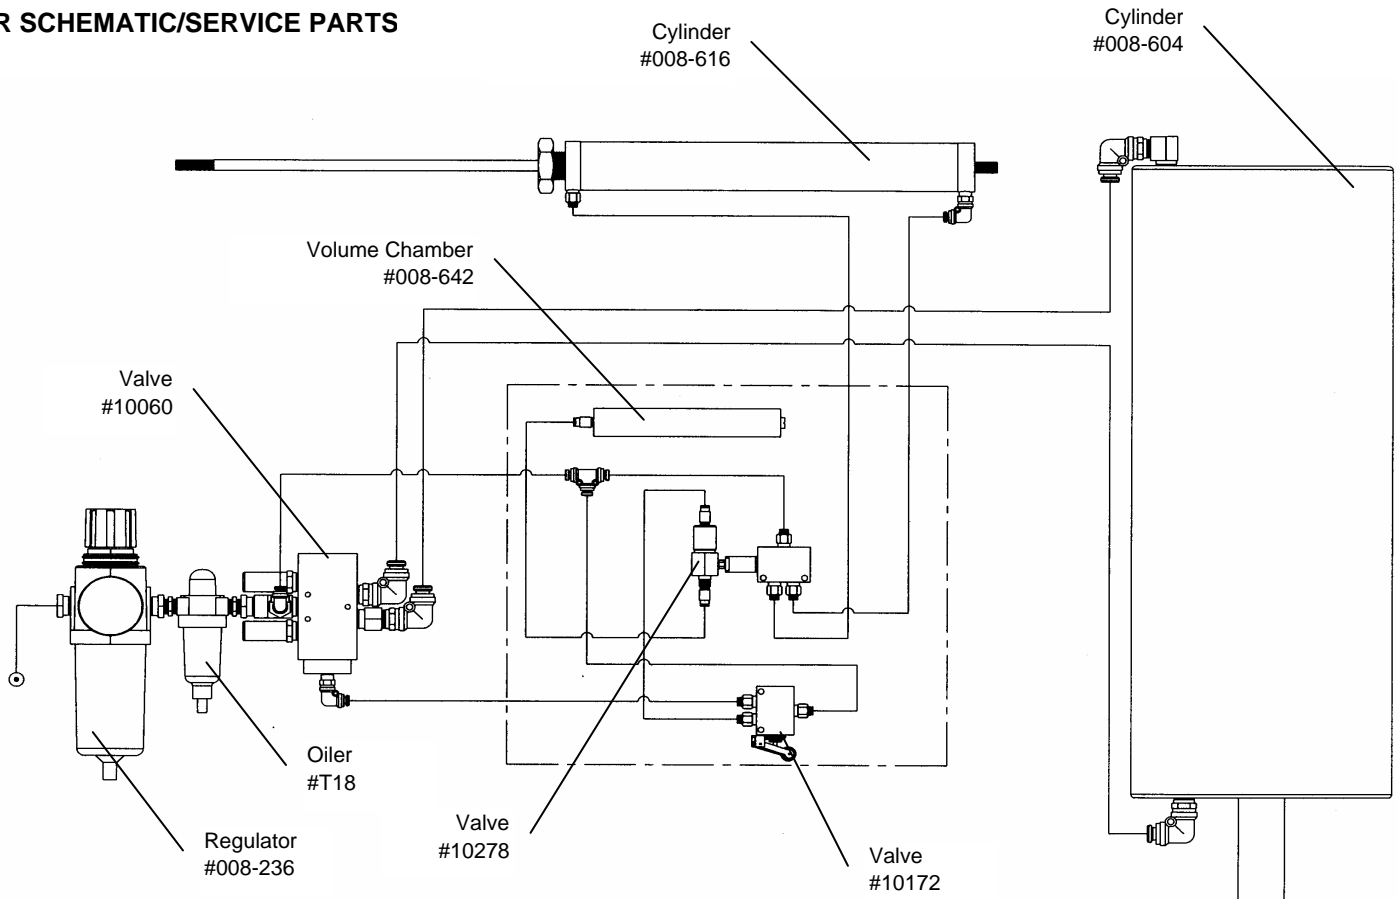 R SCHEMATIC/SERVICE PARTS
Cylinder
#008-616
Cylinder
#008-604
Volume Chamber
#008-642
Valve
#10060
Oiler
#T18
Regulator
#008-236
Valve
#10278
Valve
#10172